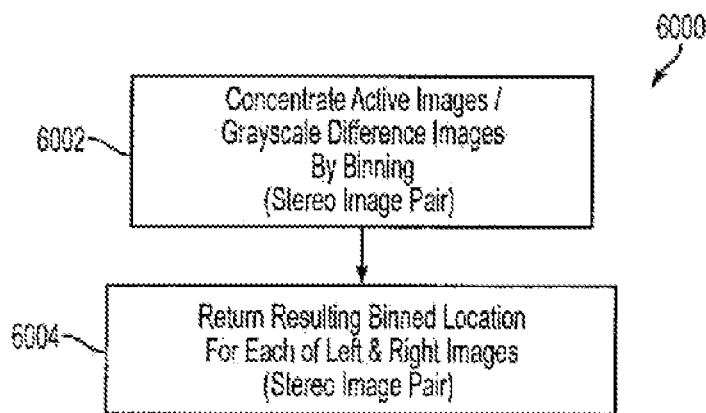 6000
6002
Concentrate Active Images /
Grayscale Difference Images
By Binning
(Stereo Image Pair)
6004
Return Resulting Binned Location
For Each of Left & Right Images
(Stereo Image Pair)